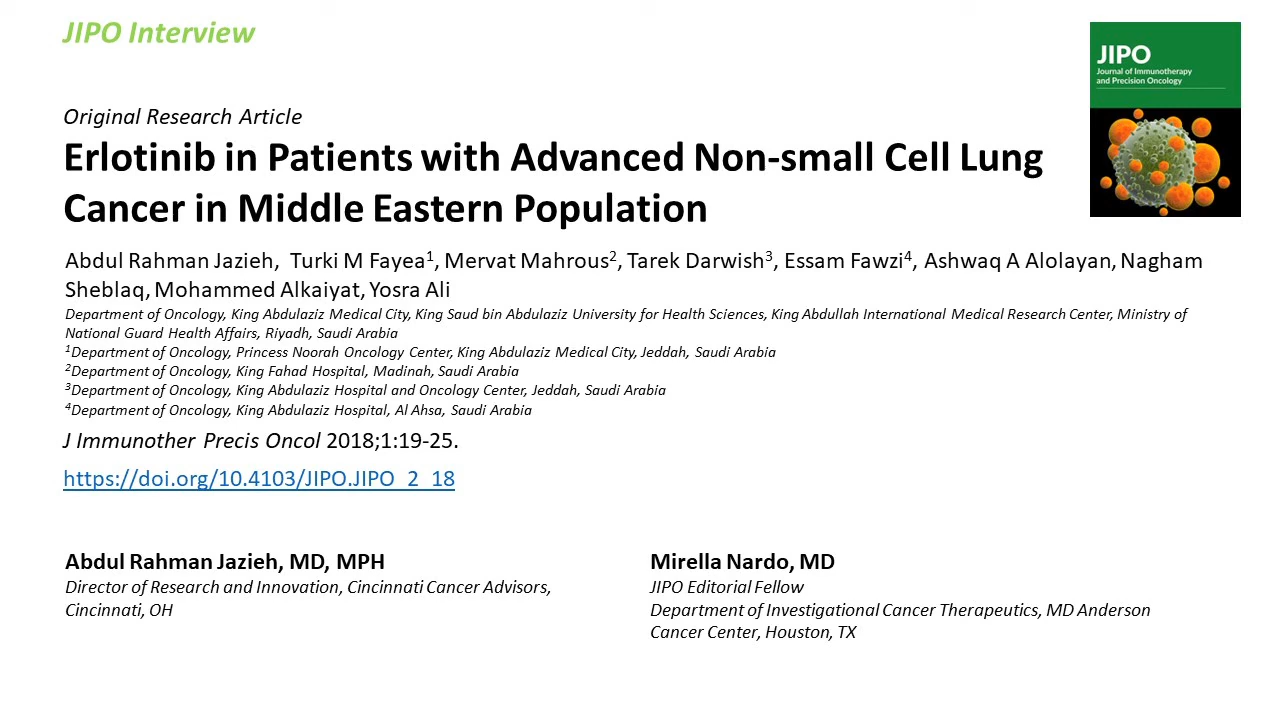 JIPO Interview
JIPO
Journal of Immunotherapy
and Precision Oncology
Original Research Article
Erlotinib in Patients with Advanced Non-small Cell Lung
Cancer in Middle Eastern Population
Abdul Rahman Jazieh,  Turki M Fayea¹, Mervat Mahrous², Tarek Darwish³, Essam Fawzi⁴, Ashwaq A Alolayan, Nagham
Sheblaq, Mohammed Alkaiyat, Yosra Ali
Department of Oncology, King Abdulaziz Medical City, King Saud bin Abdulaziz University for Health Sciences, King Abdullah International Medical Research Center, Ministry of
National Guard Health Affairs, Riyadh, Saudi Arabia
¹Department of Oncology, Princess Noorah Oncology Center, King Abdulaziz Medical City, Jeddah, Saudi Arabia
²Department of Oncology, King Fahad Hospital, Madinah, Saudi Arabia
³Department of Oncology, King Abdulaziz Hospital and Oncology Center, Jeddah, Saudi Arabia
⁴Department of Oncology, King Abdulaziz Hospital, Al Ahsa, Saudi Arabia
J Immunother Precis Oncol 2018;1:19-25.
https://doi.org/10.4103/JIPO.JIPO_2_18
Abdul Rahman Jazieh, MD, MPH
Director of Research and Innovation, Cincinnati Cancer Advisors,
Cincinnati, OH
Mirella Nardo, MD
JIPO Editorial Fellow
Department of Investigational Cancer Therapeutics, MD Anderson
Cancer Center, Houston, TX